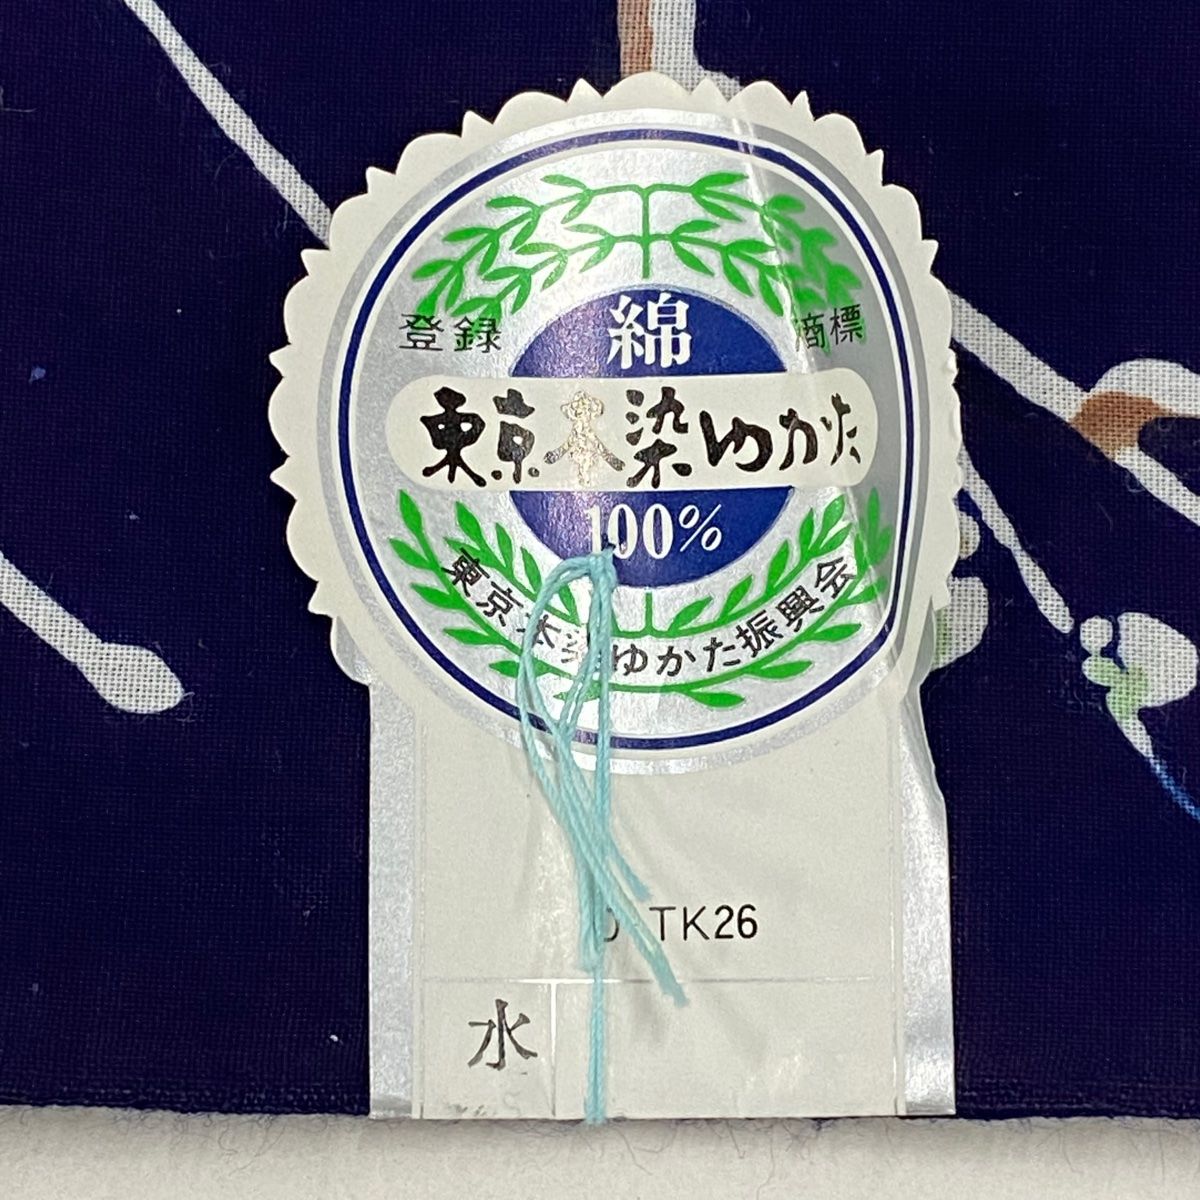 綿
登録 商標
東京本染ゆかた
100%
東京本染ゆかた振興会
TK26
水